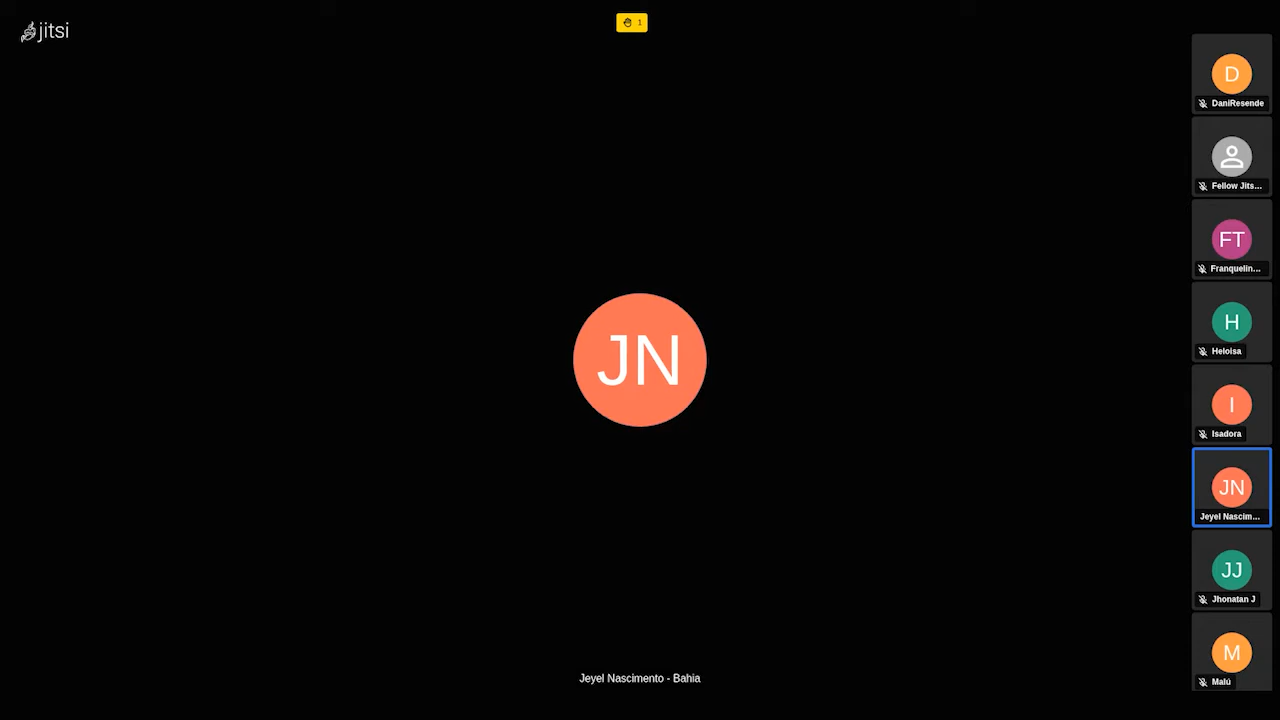 jitsi
1
D
DaniResende
Fellow Jits...
FT
Franquelin...
H
Heloisa
I
Isadora
JN
Jeyel Nascim...
JJ
Jhonatan J
M
Malú
JN
Jeyel Nascimento - Bahia